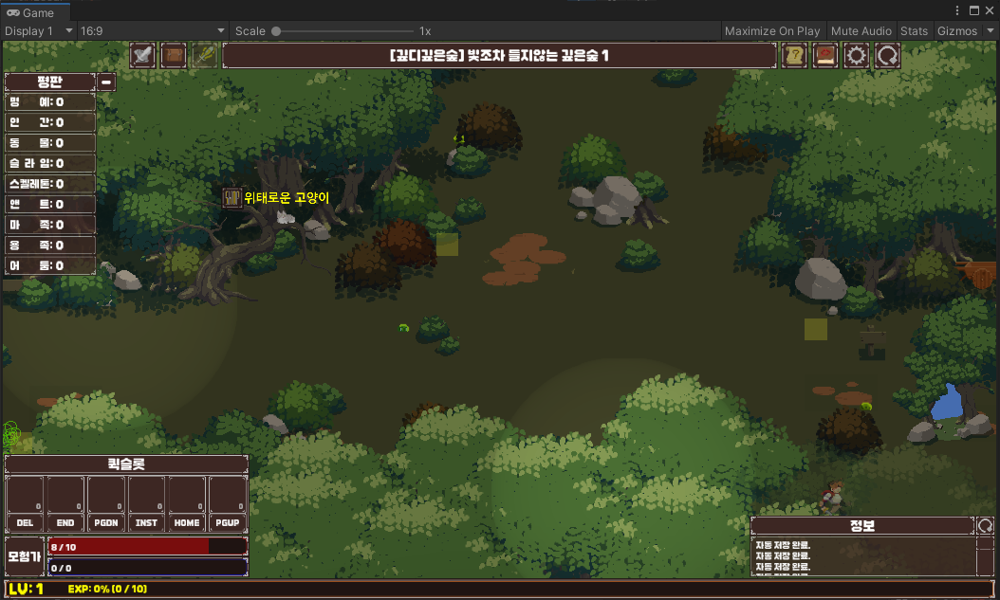 Game
Display 1
16:9
Scale
1x
Maximize On Play
Mute Audio
Stats
Gizmos
[깊디깊은숲] 빛조차 들지않는 깊은숲 1
평판
명 예: 0
인 간: 0
동 물: 0
슬 라 임: 0
스켈레톤: 0
앤 트: 0
마 족: 0
용 족: 0
어 둠: 0
SHOP
위태로운 고양이
퀵슬롯
0 0 0 0 0 0
DEL END PGDN INST HOME PGUP
모험가
8 / 10
0 / 0
정보
자동 저장 완료.
자동 저장 완료.
자동 저장 완료.
자동 저장 완료.
LV: 1
EXP: 0% (0 / 10)